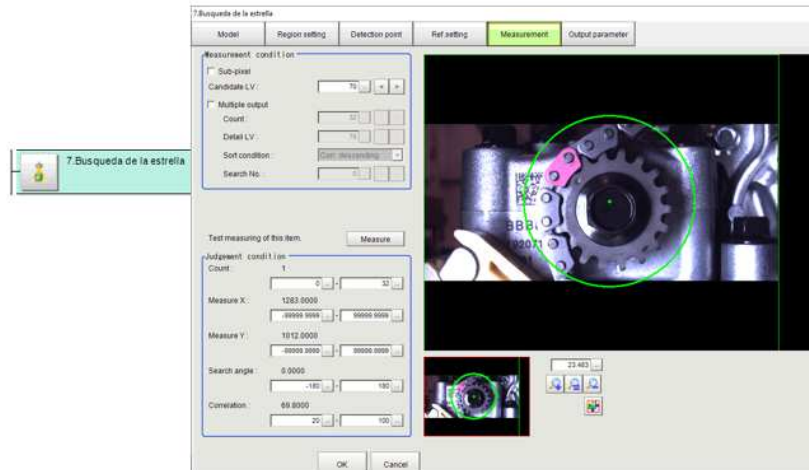 7.Busqueda de la estrella
7.Busqueda de la estrella
Model Region setting Detection point Ref.setting Measurement Output parameter
Measurement condition
Sub-pixel
Candidate LV : 70
Multiple output
Count : 32
Detail LV :
Sort condition : Corr. descending
Search No. : 0
Test measuring of this item. Measure
Judgement condition
Count : 1
0 - 32
Measure X : 1283.0000
-99999.9999 - 99999.9999
Measure Y : 1012.0000
-99999.9999 - 99999.9999
Search angle : 0.0000
-180 - 180
Correlation : 69.8000
20 - 100
OK Cancel
23.463